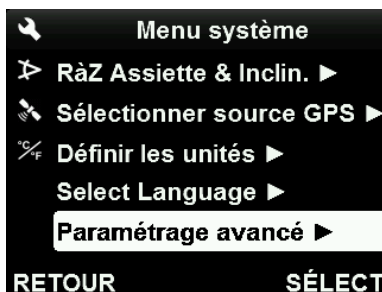 Menu système
RàZ Assiette & Inclin. ►
Sélectionner source GPS ►
°C/°F Définir les unités ►
Select Language ►
Paramétrage avancé ►
RETOUR SÉLECT